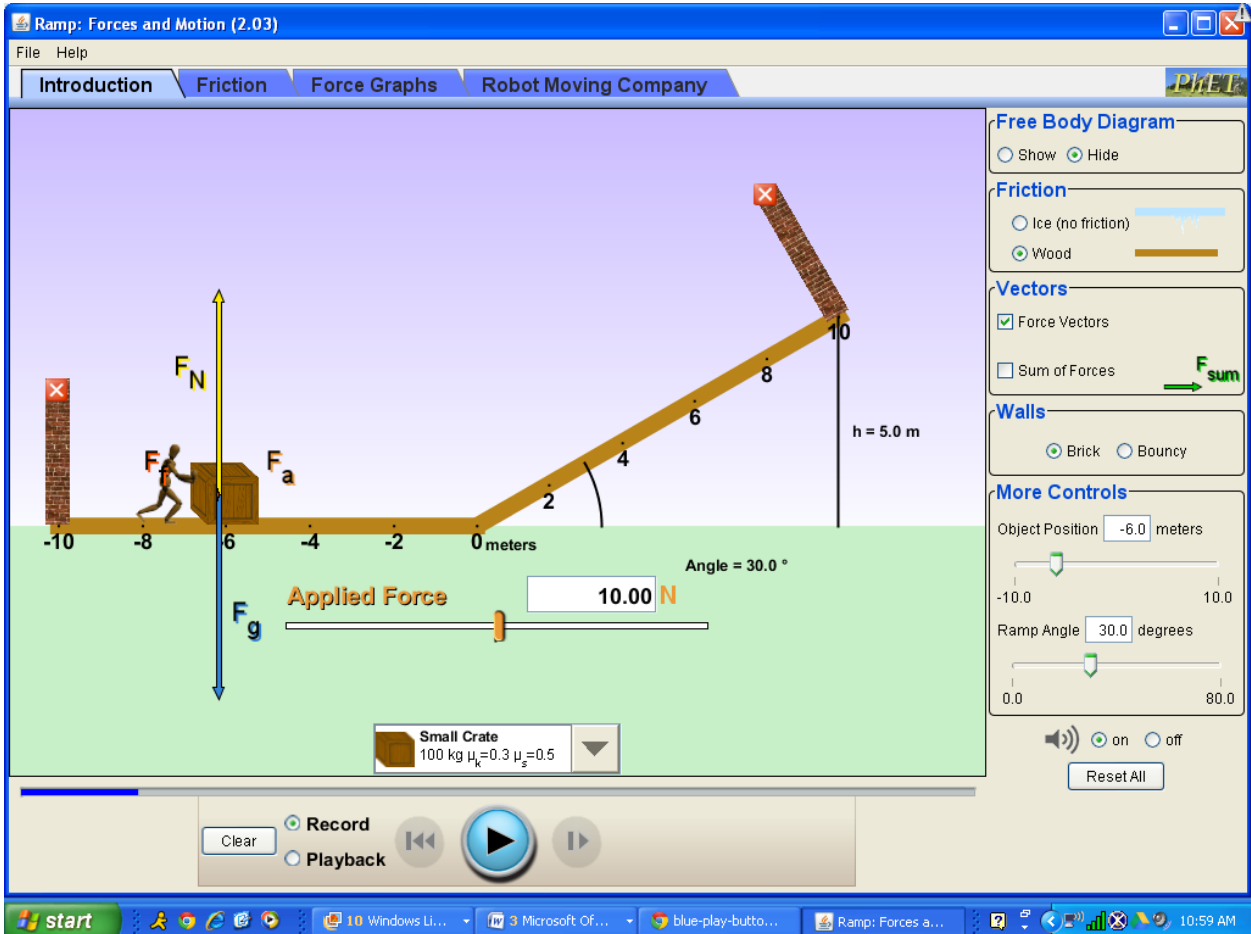 Ramp: Forces and Motion (2.03)
File Help
Introduction Friction Force Graphs Robot Moving Company
PhET
Free Body Diagram
Show Hide
Friction
Ice (no friction)
Wood
Vectors
Force Vectors
Sum of Forces Fsum
Walls
Brick Bouncy
More Controls
Object Position -6.0 meters
-10.0 10.0
Ramp Angle 30.0 degrees
0.0 80.0
on off
Reset All
10
8
6
4
2
h = 5.0 m
FN
Ff Fa
-10 -8 -6 -4 -2 0 meters
Angle = 30.0 °
Applied Force 10.00 N
Fg
Small Crate
100 kg μk=0.3 μs=0.5
Clear
Record
Playback
start 10 Windows Li... 3 Microsoft Of... blue-play-butto... Ramp: Forces a... 10:59 AM